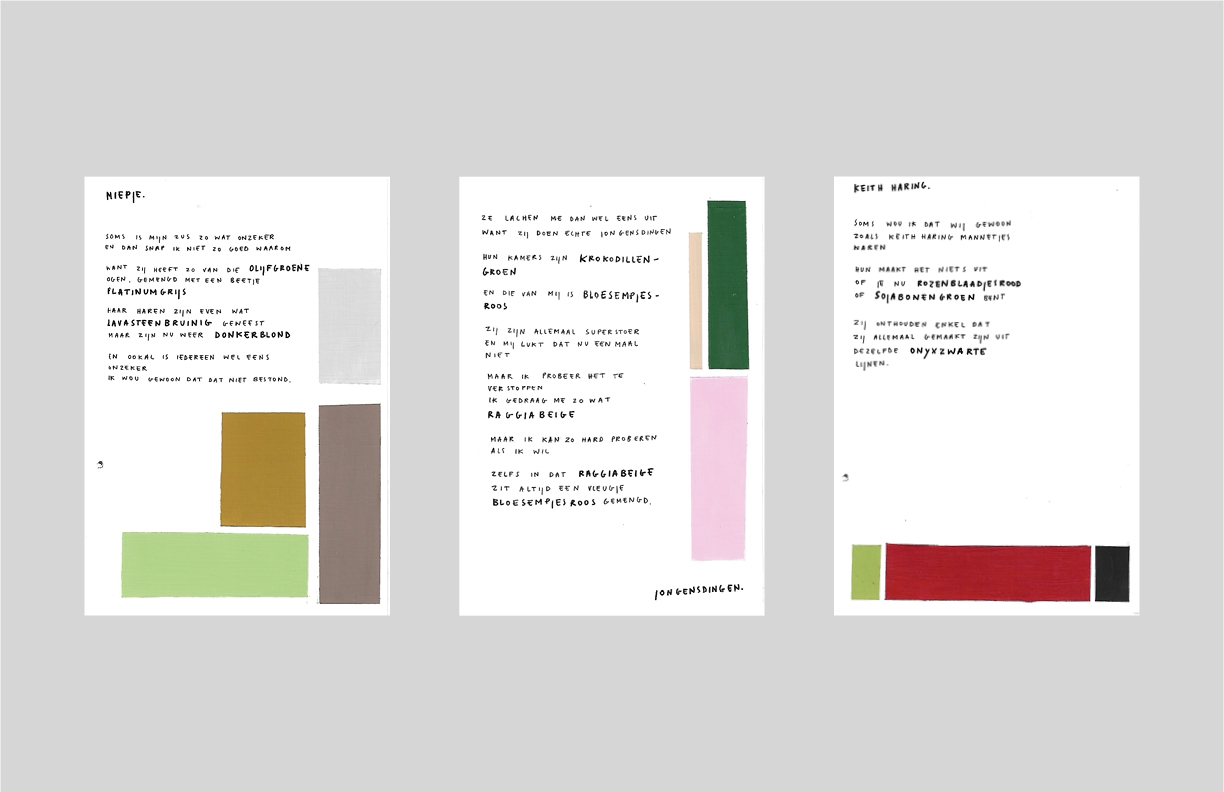 MIEPJE.
SOMS IS MIJN ZUS ZO WAT ONZEKER
EN DAN SNAP IK NIET ZO GOED WAAROM
WANT ZIJ HEEFT ZO VAN DIE OLIJFGROENE
OGEN, GEMENGD MET EEN BEETJE
PLATINUMGRIJS
HAAR HAREN ZIJN EVEN WAT
LAVASTEENBRUINIG GEWEEST
MAAR ZIJN NU WEER DONKERBLOND
EN OOKAL IS IEDEREEN WEL EENS
ONZEKER
IK WOU GEWOON DAT DAT NIET BESTOND.
ZE LACHEN ME DAN WEL EENS UIT
WANT ZIJ DOEN ECHTE JONGENSDINGEN
HUN KAMERS ZIJN KROKODILLEN-
GROEN
EN DIE VAN MIJ IS BLOESEMPJES-
ROOS
ZIJ ZIJN ALLEMAAL SUPERSTOER
EN MIJ LUKT DAT NU EENMAAL
NIET
MAAR IK PROBEER HET TE
VERSTOPPEN
IK GEDRAAG ME ZO WAT
RAGGIABEIGE
MAAR IK KAN ZO HARD PROBEREN
ALS IK WIL
ZELFS IN DAT RAGGIABEIGE
ZIT ALTIJD EEN VLEUGJE
BLOESEMPJESROOS GEMENGD.
JONGENSDINGEN.
KEITH HARING.
SOMS WOU IK DAT WIJ GEWOON
ZOALS KEITH HARING MANNETJES
WAREN
HUN MAAKT HET NIETS UIT
OF JE NU ROZENBLAADJESROOD
OF SOJABONENGROEN BENT
ZIJ ONTHOUDEN ENKEL DAT
ZIJ ALLEMAAL GEMAAKT ZIJN UIT
DEZELFDE ONYXZWARTE
LIJNEN.